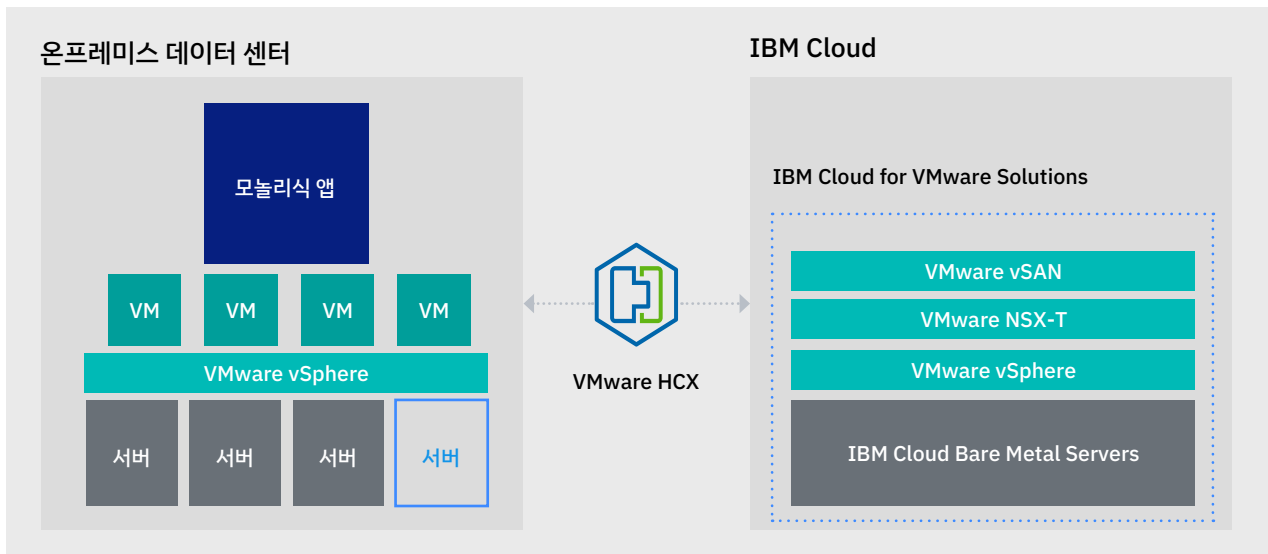 온프레미스 데이터 센터
모놀리식 앱
VM VM VM VM
VMware vSphere
서버 서버 서버 서버
VMware HCX
IBM Cloud
IBM Cloud for VMware Solutions
VMware vSAN
VMware NSX-T
VMware vSphere
IBM Cloud Bare Metal Servers